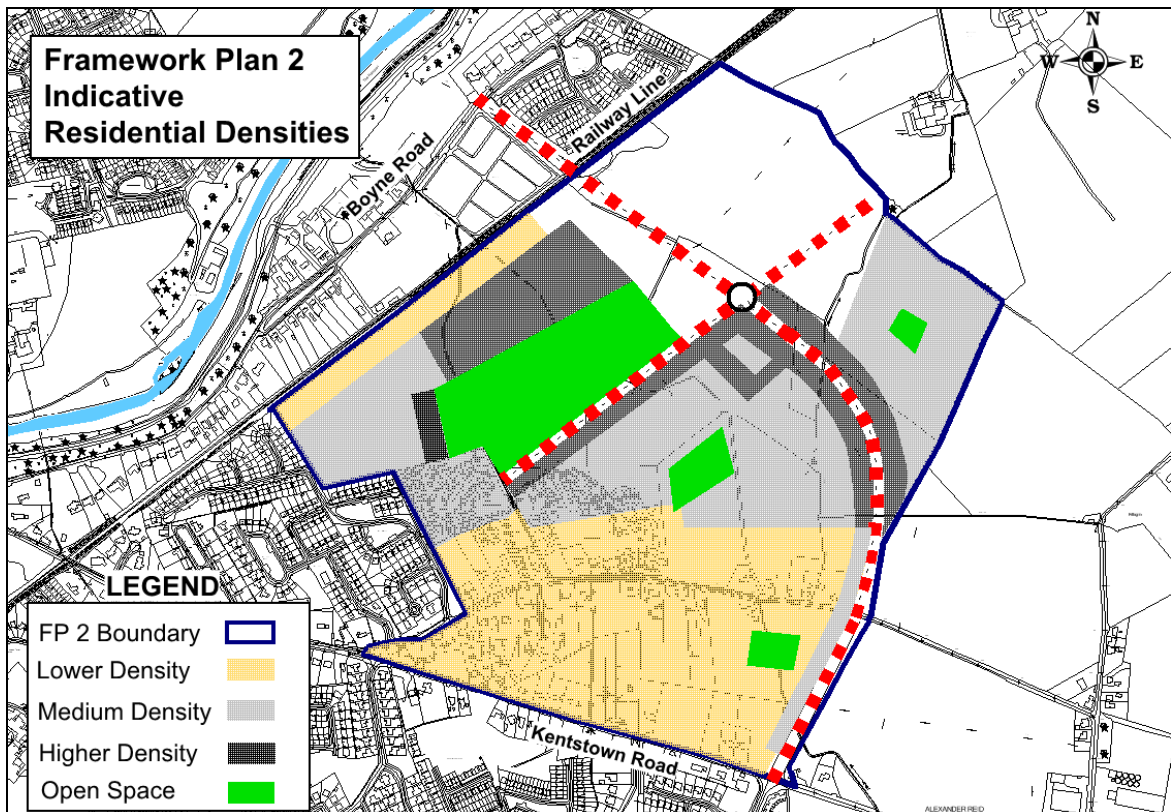 Framework Plan 2
Indicative
Residential Densities
N
W
E
S
Railway Line
Boyne Road
LEGEND
FP 2 Boundary
Lower Density
Medium Density
Higher Density
Open Space
Kentstown Road
ALEXANDER REID